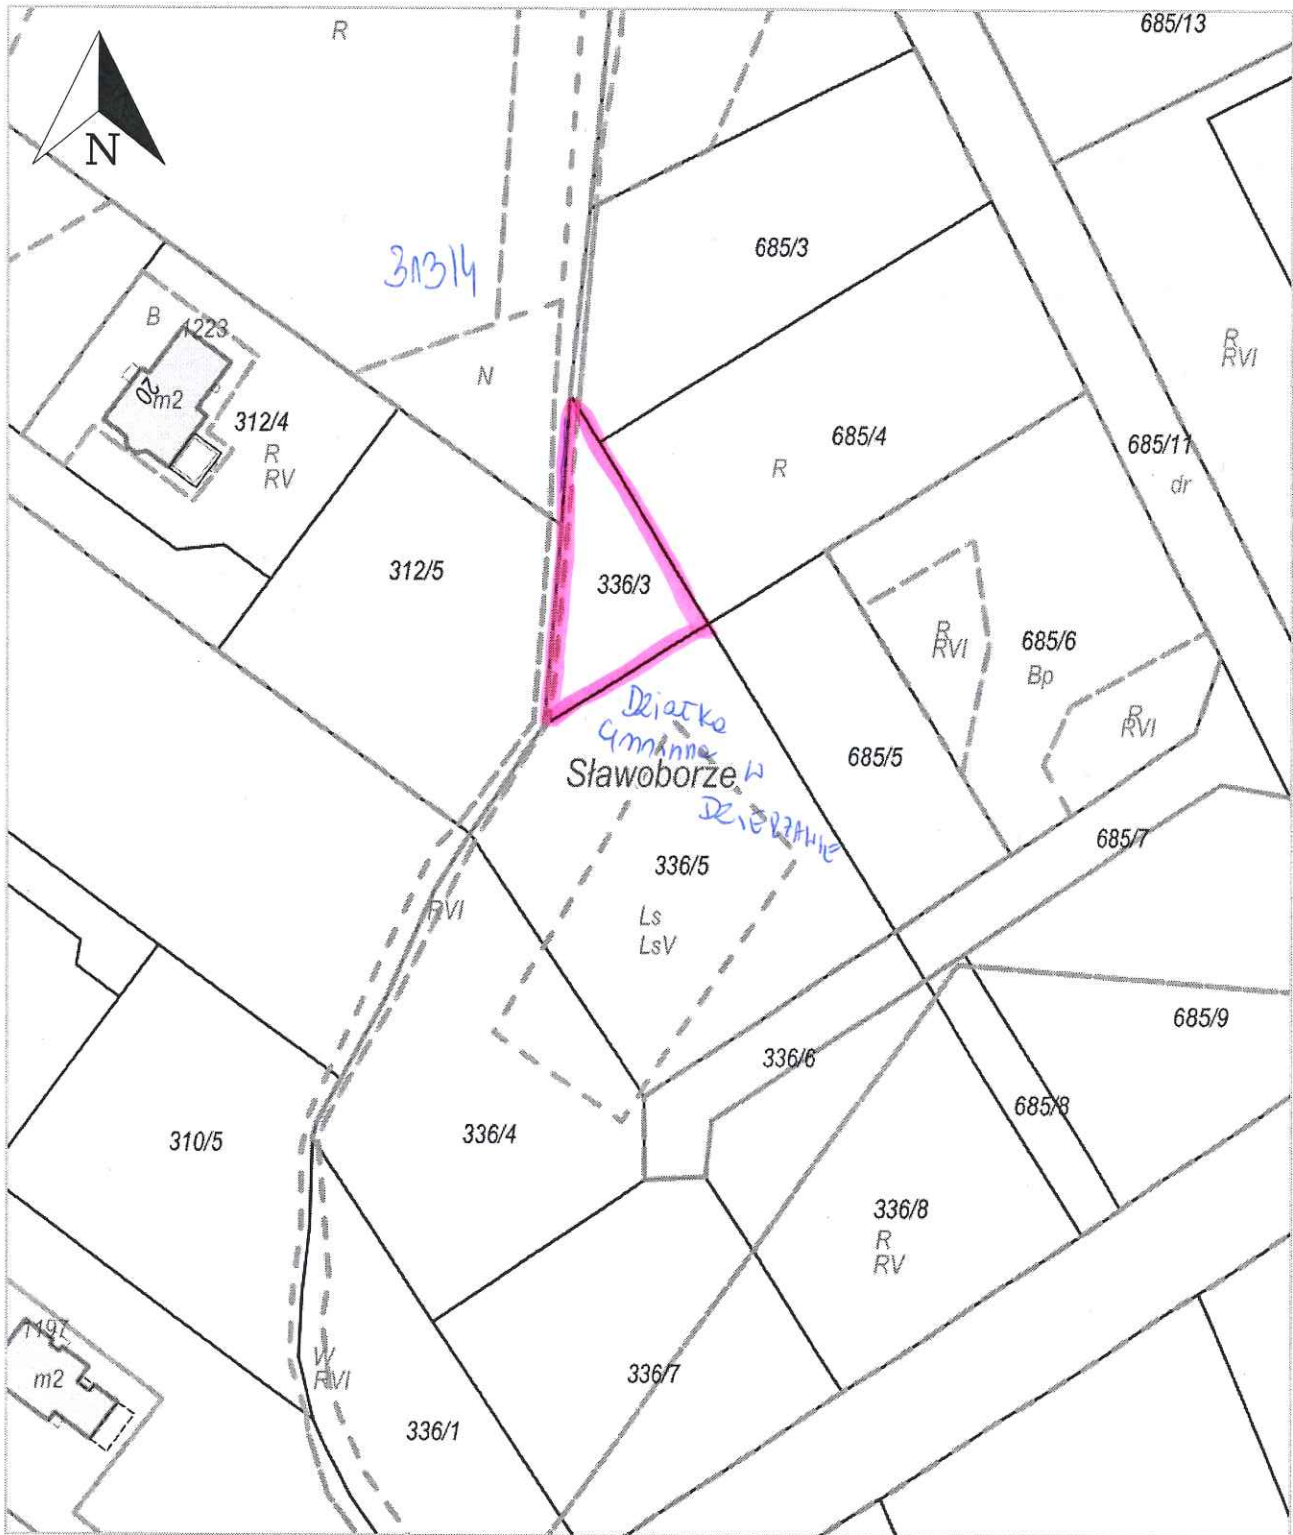 R
685/13
N
685/3
313/4
B
1223
R
RVI
N
20
m2
312/4
R
RV
685/4
685/11
R
dr
312/5
336/3
R
RVI
685/6
Bp
R
RVI
Działka
Gminna w
DZIERŻAWIE
Sławoborze
685/5
685/7
336/5
RVI
Ls
LsV
685/9
336/6
685/8
310/5
336/4
336/8
R
RV
1197
m2
W
RVI
336/7
336/1